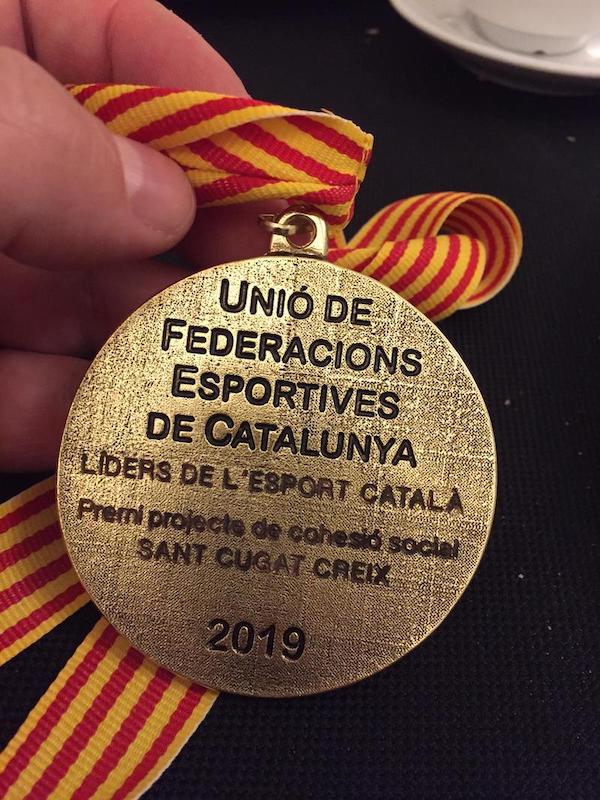 UNIÓ DE
FEDERACIONS
ESPORTIVES
DE CATALUNYA
LÍDERS DE L'ESPORT CATALÀ
Premi projecte de cohesió social
SANT CUGAT CREIX
2019